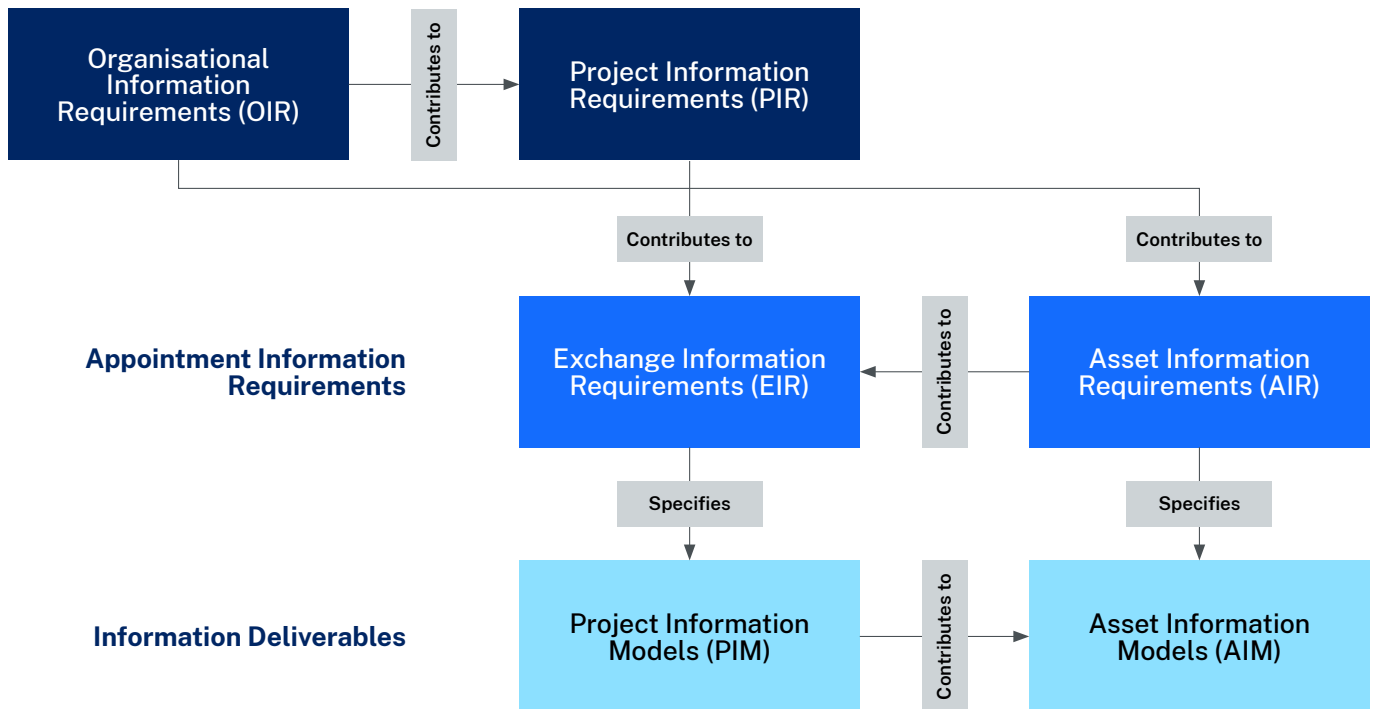 Organisational
Information
Requirements (OIR)
Contributes to
Project Information
Requirements (PIR)
Contributes to
Contributes to
Appointment Information
Requirements
Exchange Information
Requirements (EIR)
Contributes to
Asset Information
Requirements (AIR)
Specifies
Specifies
Information Deliverables
Project Information
Models (PIM)
Contributes to
Asset Information
Models (AIM)